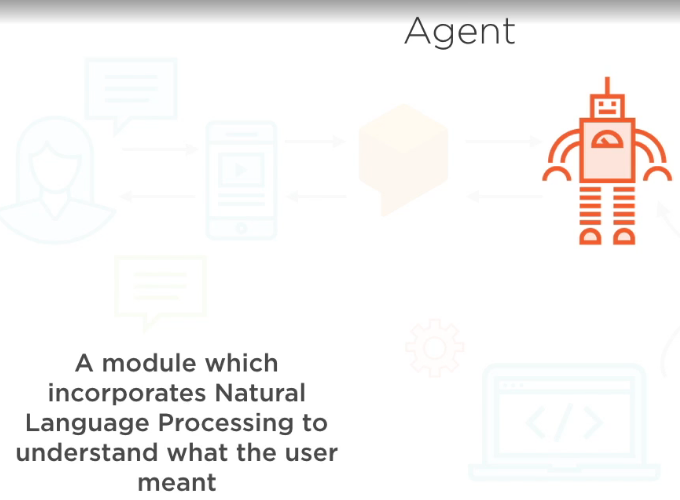 Agent
A module which
incorporates Natural
Language Processing to
understand what the user
meant